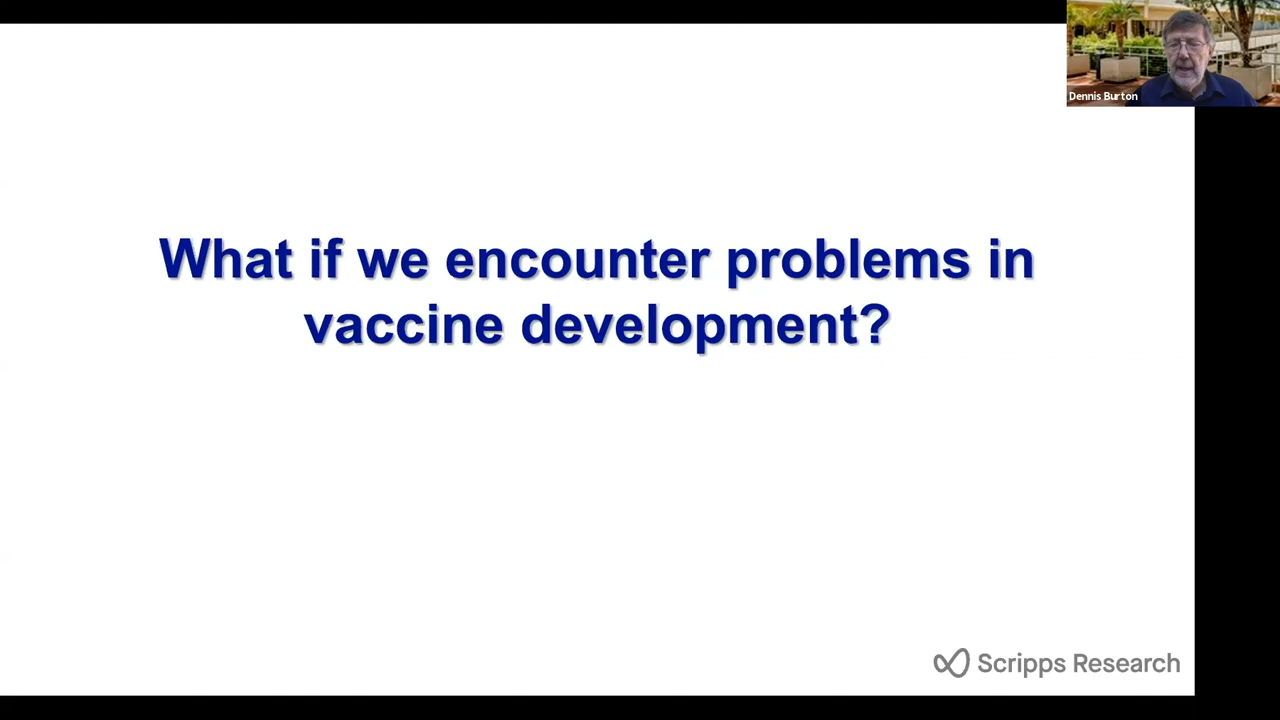 Dennis Burton
What if we encounter problems in
vaccine development?
Scripps Research